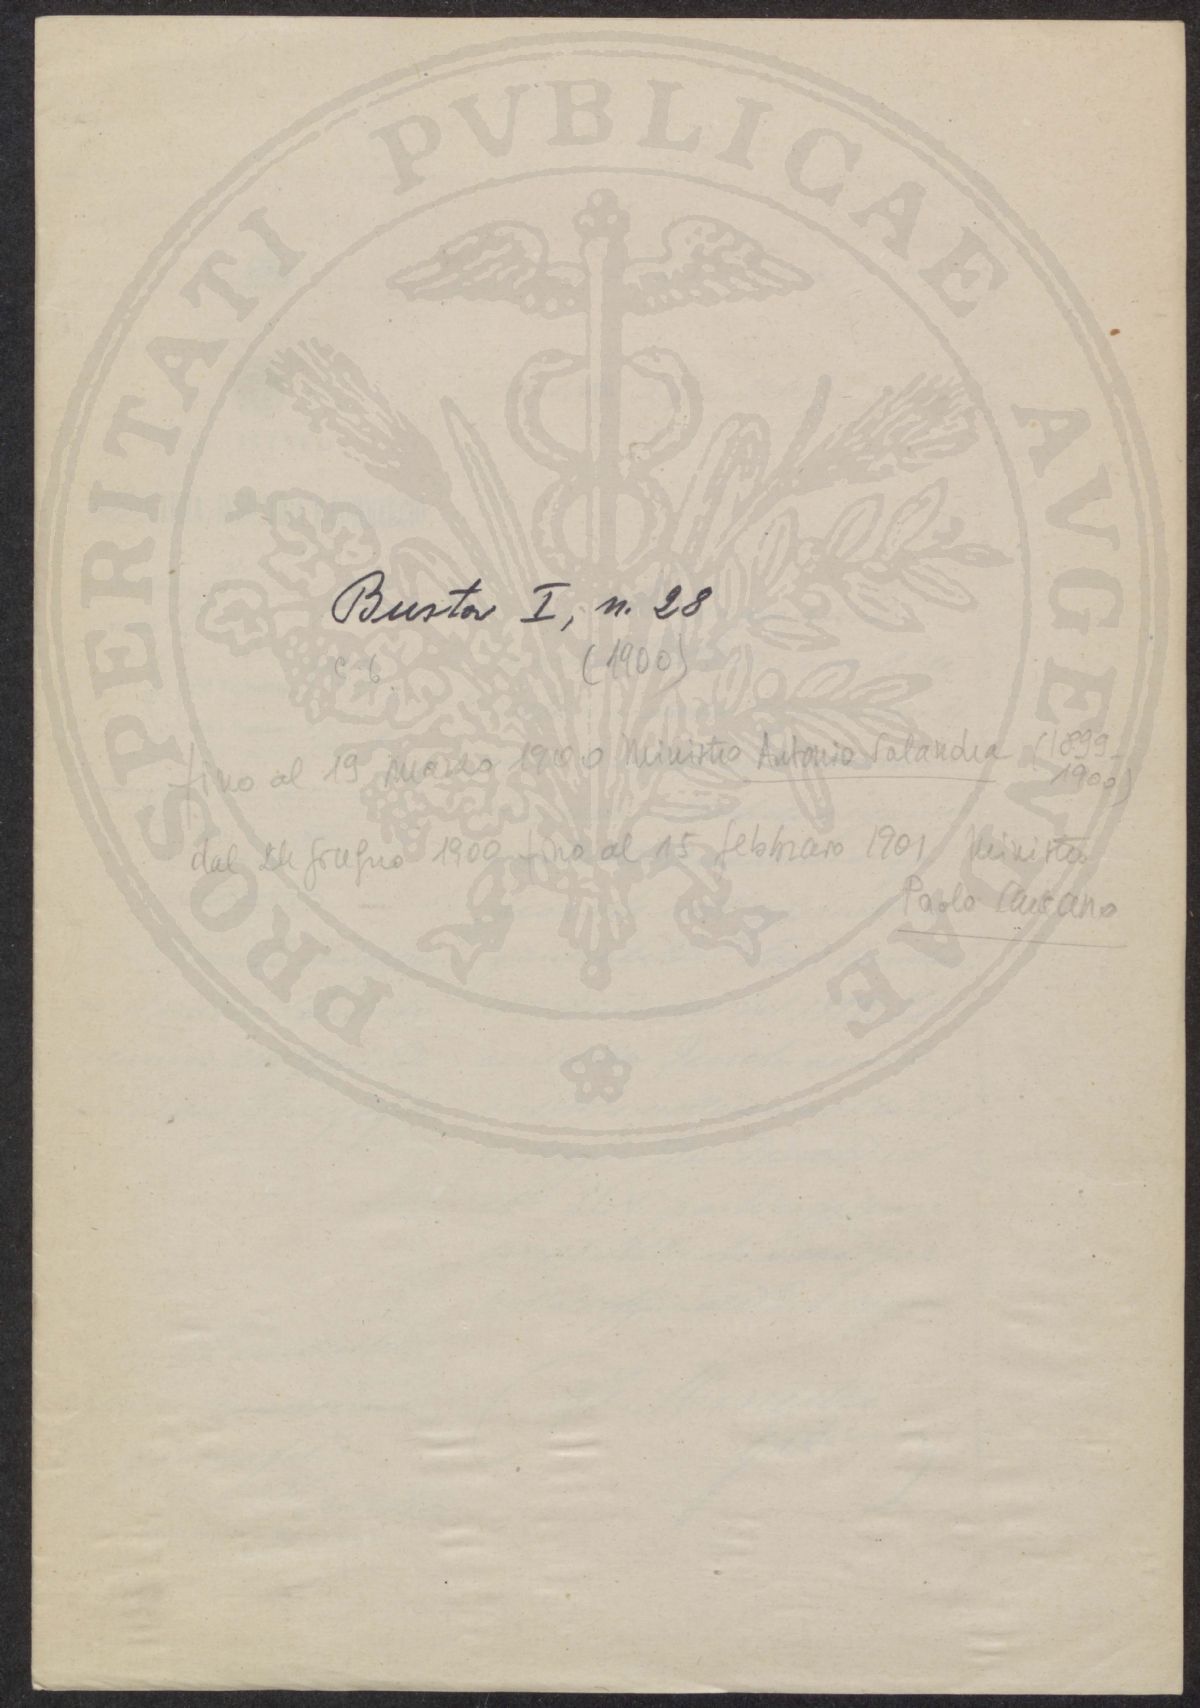 PROSPERITATI PVBLICAE AVGENDAE
Busta I, n. 28
c. 6 (1900)
fino al 19 marzo 1900 Ministro Antonio Salandra (1899-
1900)
dal 24 giugno 1900 fino al 15 febbraio 1901 Ministro
Paolo Carcano